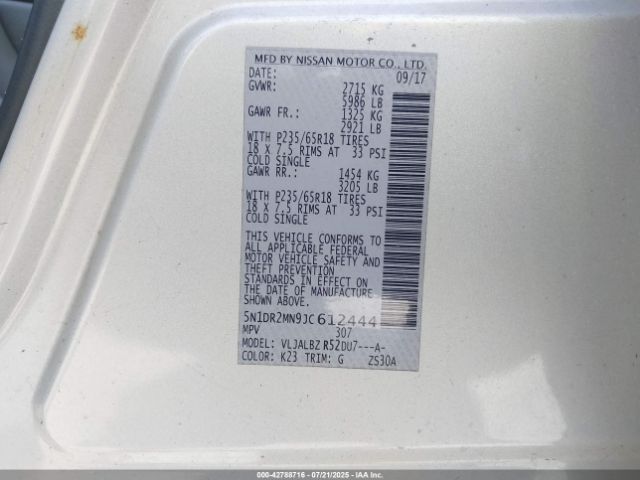 MFD BY NISSAN MOTOR CO., LTD.
DATE: 09/17
GVWR: 2715 KG
5986 LB
GAWR FR.: 1325 KG
2921 LB
WITH P235/65R18 TIRES
18 X 7.5 RIMS AT 33 PSI
COLD SINGLE
GAWR RR.: 1454 KG
3205 LB
WITH P235/65R18 TIRES
18 X 7.5 RIMS AT 33 PSI
COLD SINGLE
THIS VEHICLE CONFORMS TO
ALL APPLICABLE FEDERAL
MOTOR VEHICLE SAFETY AND
THEFT PREVENTION
STANDARDS IN EFFECT ON
THE DATE OF MANUFACTURE
SHOWN ABOVE.
5N1DR2MN9JC612444
MPV 307
MODEL: VLJALBZ R52DU7---A-
COLOR: K23 TRIM: G ZS30A
000-42788716 - 07/21/2025 - COPYRIGHT IAA, INC.